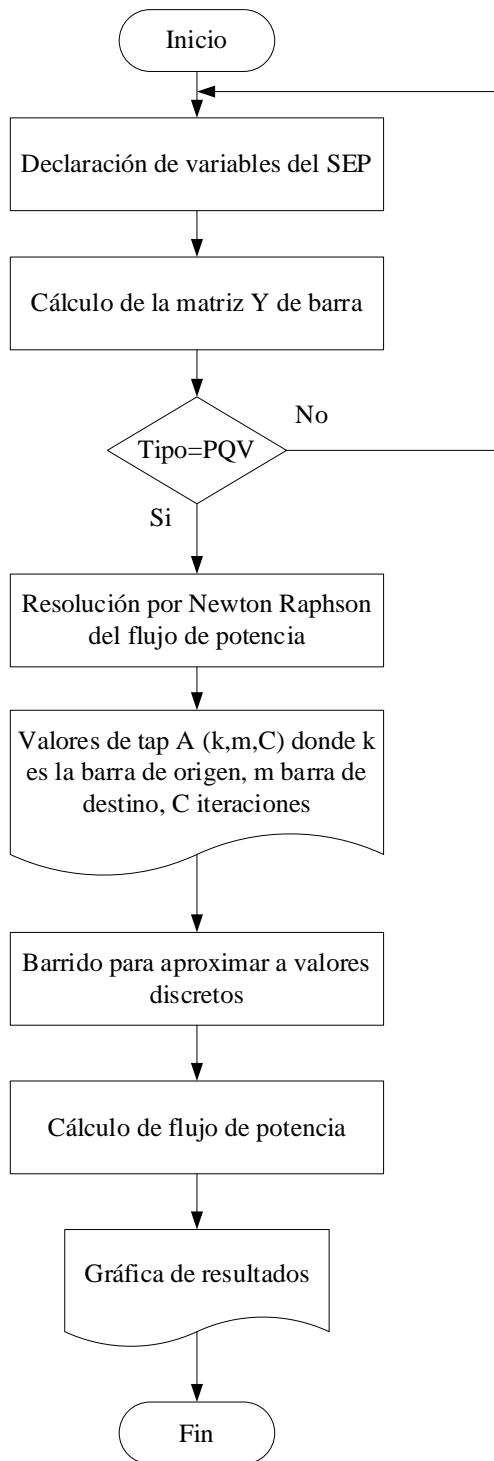 Inicio
Declaración de variables del SEP
Cálculo de la matriz Y de barra
No
Tipo=PQV
Si
Resolución por Newton Raphson
del flujo de potencia
Valores de tap A (k,m,C) donde k
es la barra de origen, m barra de
destino, C iteraciones
Barrido para aproximar a valores
discretos
Cálculo de flujo de potencia
Gráfica de resultados
Fin